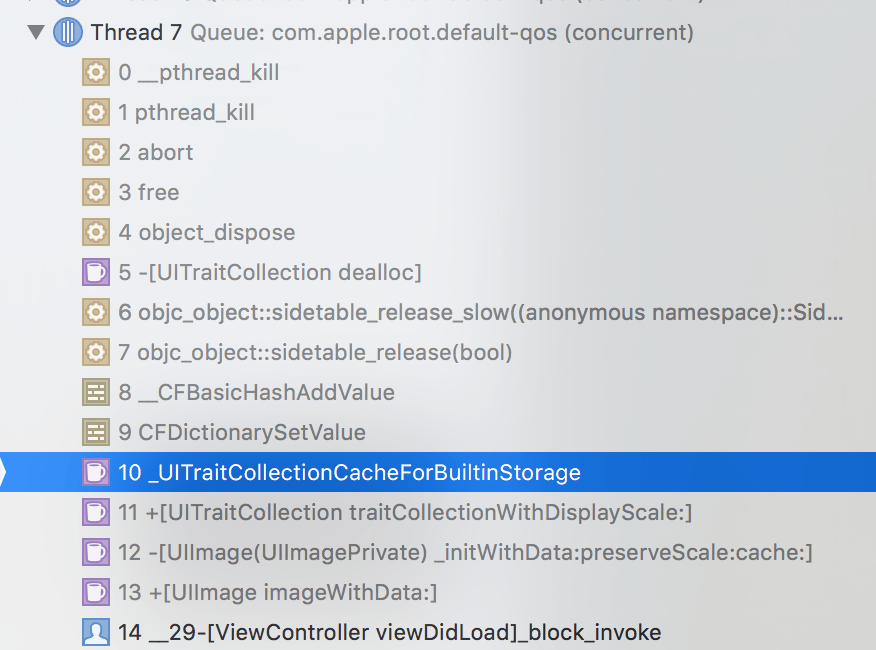 Thread 7 Queue: com.apple.root.default-qos (concurrent)
0 __pthread_kill
1 pthread_kill
2 abort
3 free
4 object_dispose
5 -[UITraitCollection dealloc]
6 objc_object::sidetable_release_slow((anonymous namespace)::Sid...
7 objc_object::sidetable_release(bool)
8 __CFBasicHashAddValue
9 CFDictionarySetValue
10 _UITraitCollectionCacheForBuiltinStorage
11 +[UITraitCollection traitCollectionWithDisplayScale:]
12 -[UIImage(UIImagePrivate) _initWithData:preserveScale:cache:]
13 +[UIImage imageWithData:]
14 __29-[ViewController viewDidLoad]_block_invoke